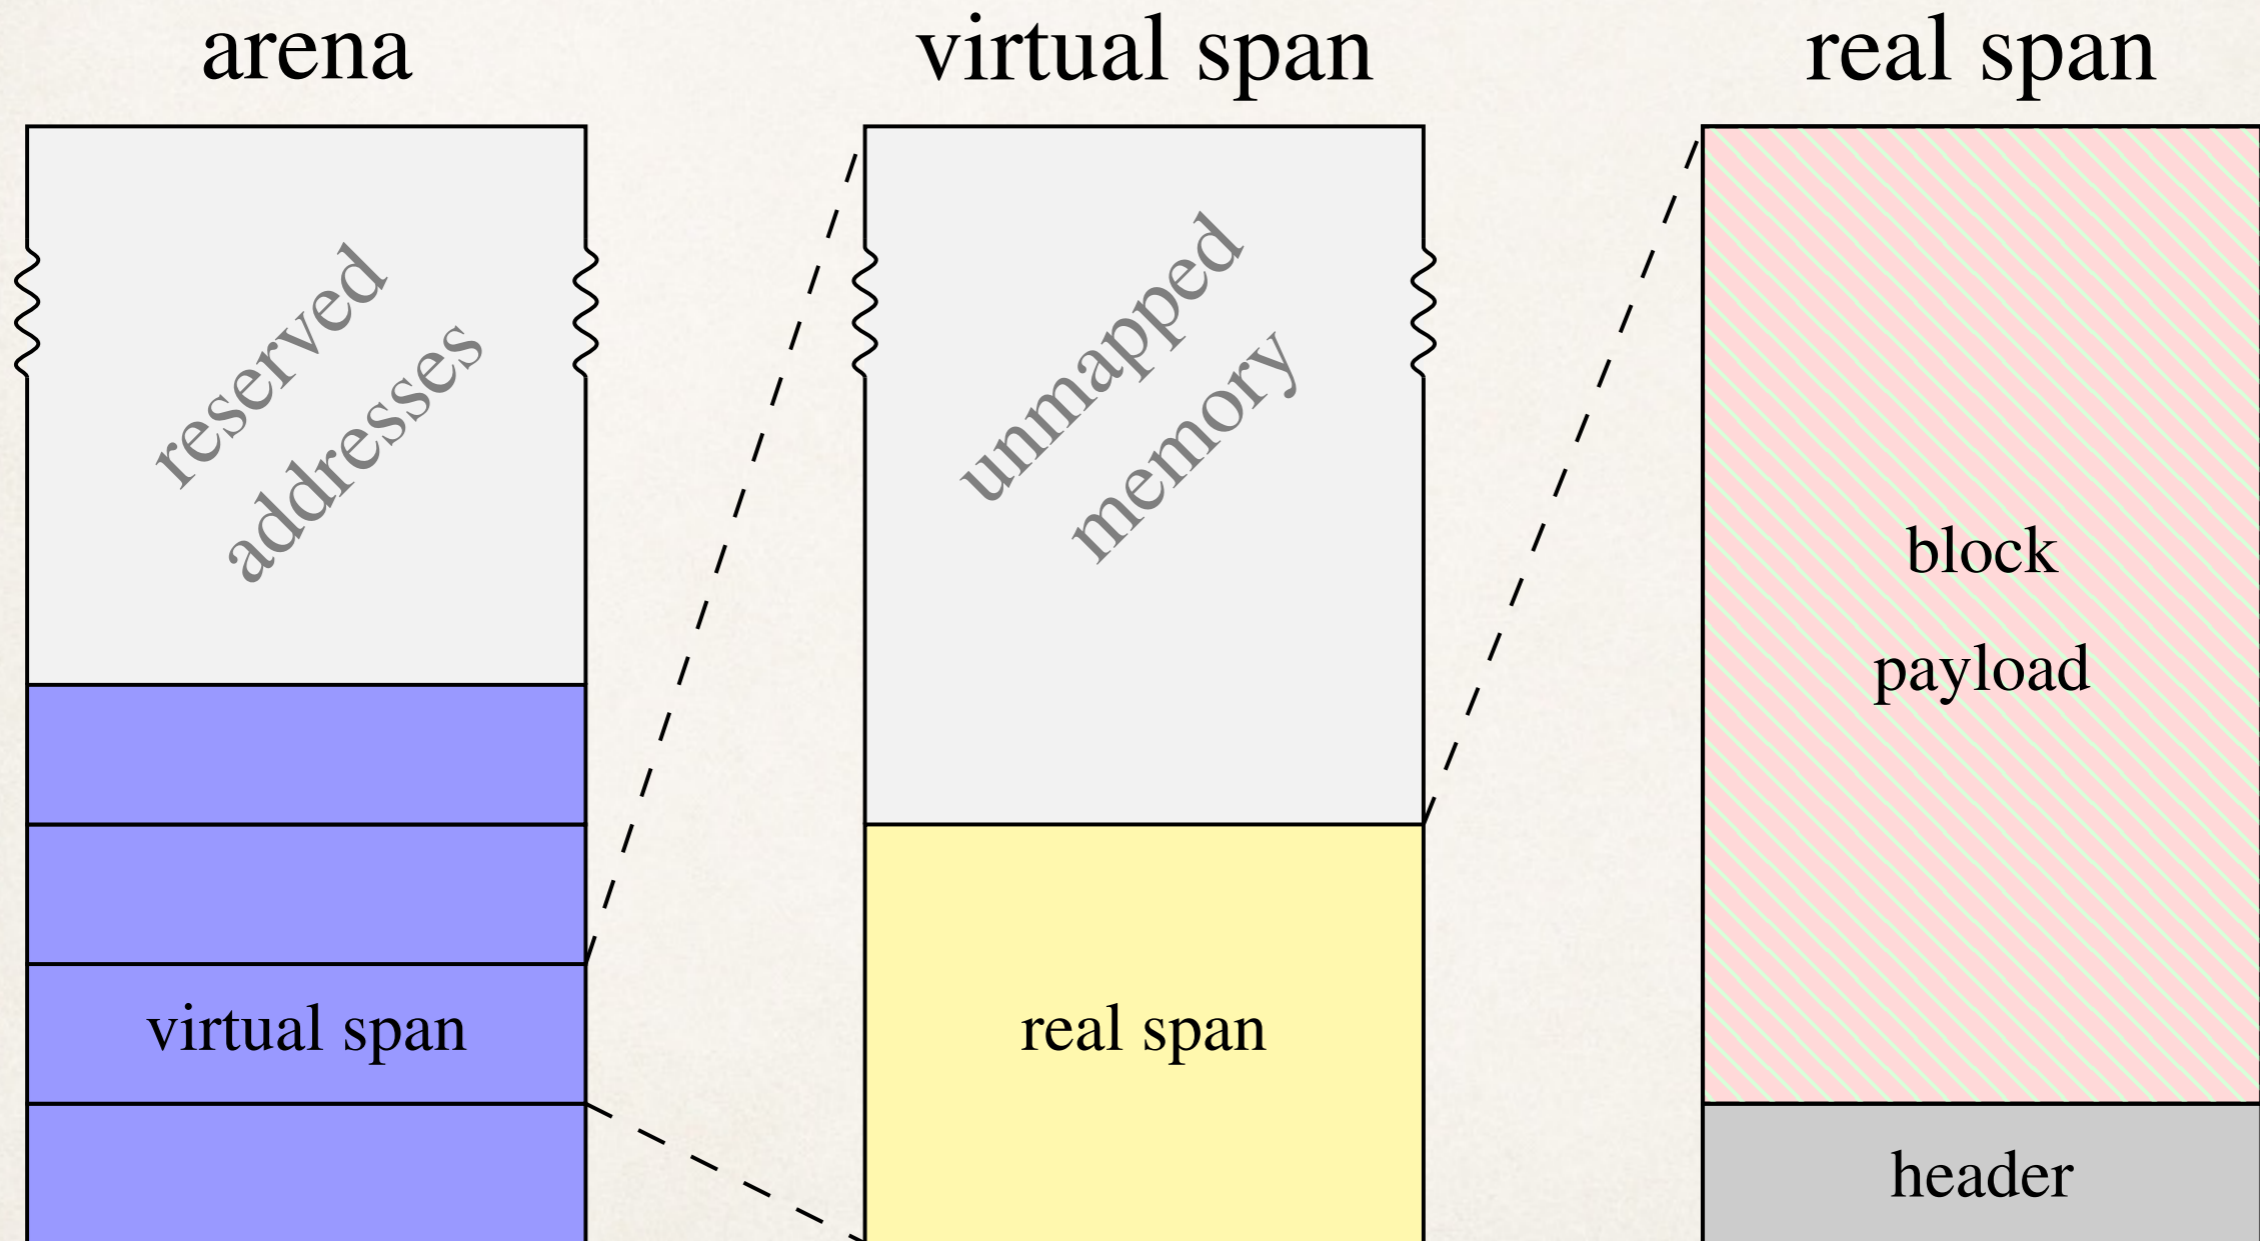 arena
virtual span
real span
reserved
addresses
virtual span
unmapped
memory
real span
block
payload
header